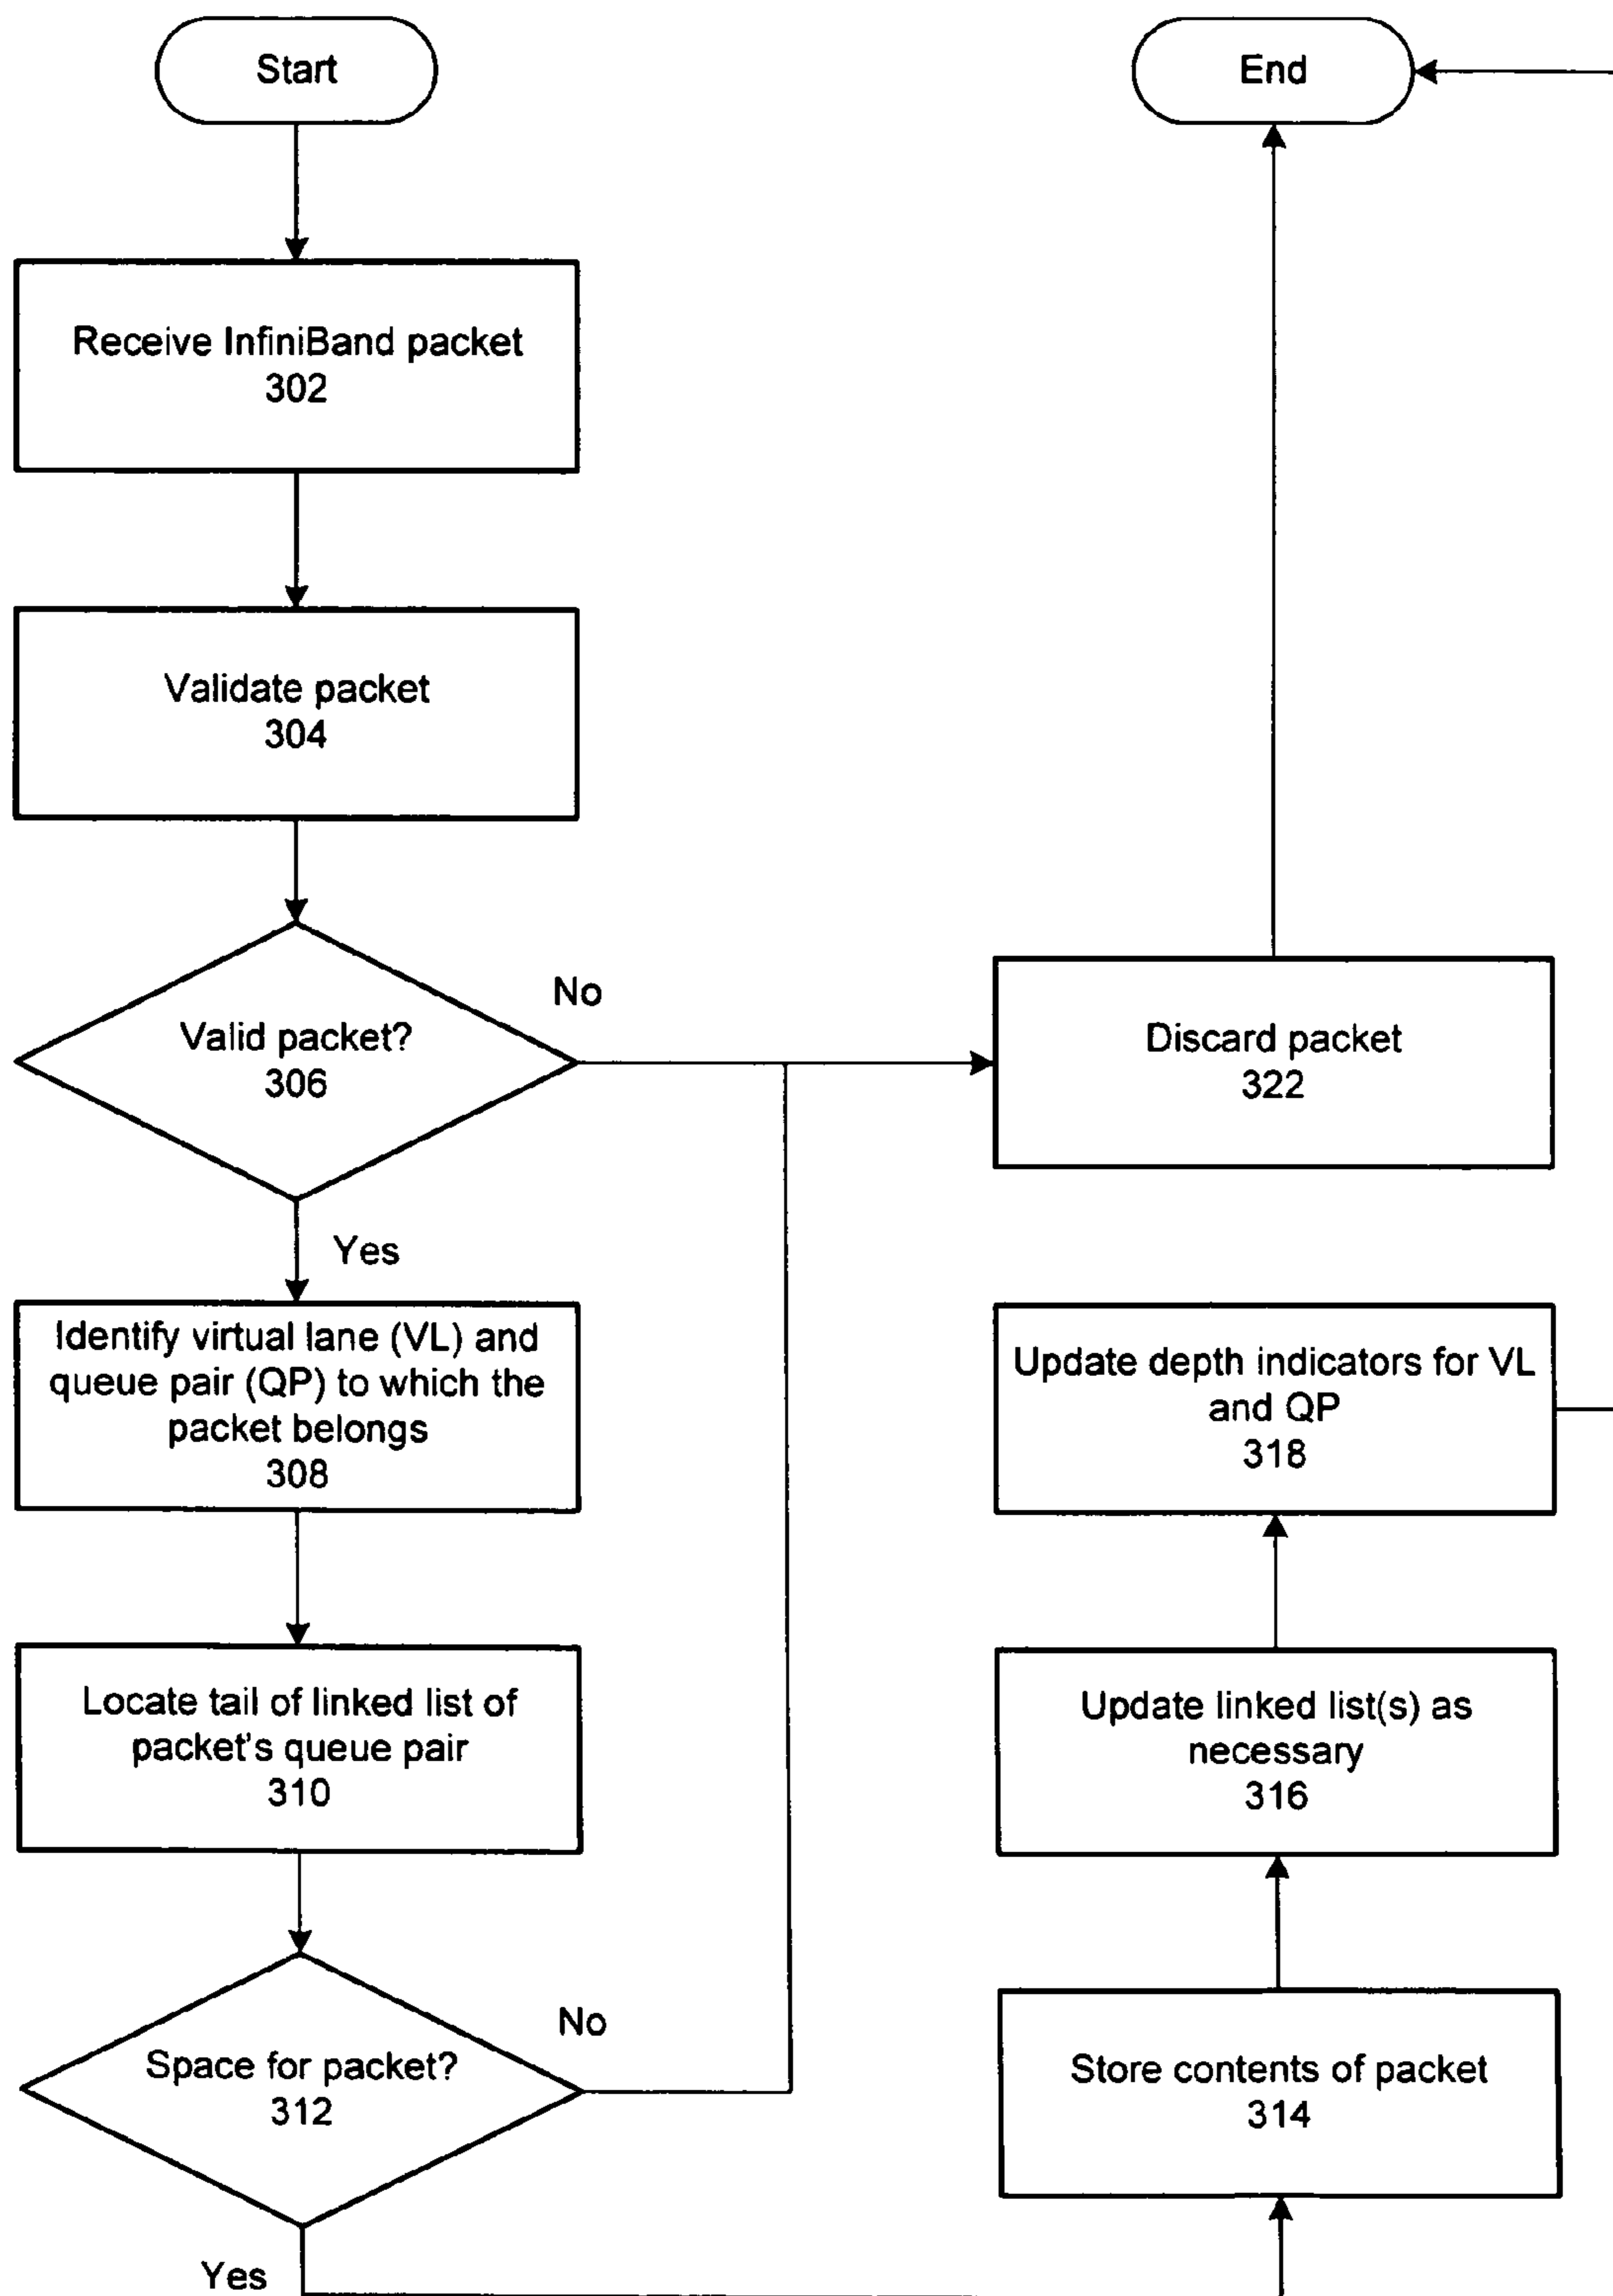 Start
Receive InfiniBand packet
302
Validate packet
304
Valid packet?
306
No
Yes
Identify virtual lane (VL) and
queue pair (QP) to which the
packet belongs
308
Locate tail of linked list of
packet's queue pair
310
Space for packet?
312
No
Yes
End
Discard packet
322
Update depth indicators for VL
and QP
318
Update linked list(s) as
necessary
316
Store contents of packet
314